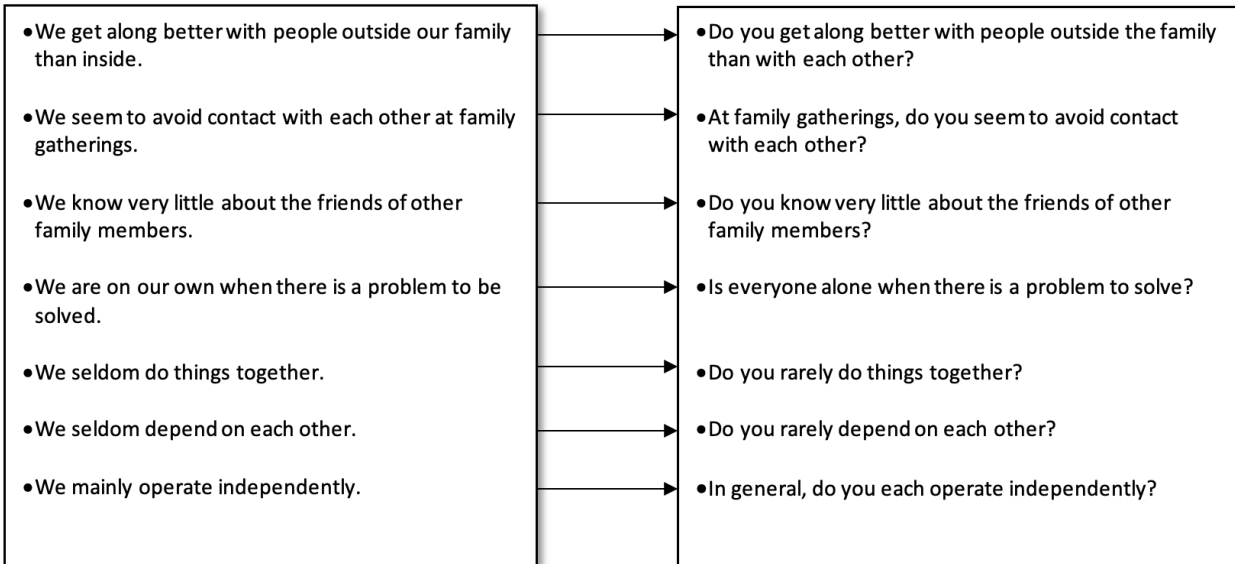 •We get along better with people outside our family
than inside.
•We seem to avoid contact with each other at family
gatherings.
•We know very little about the friends of other
family members.
•We are on our own when there is a problem to be
solved.
•We seldom do things together.
•We seldom depend on each other.
•We mainly operate independently.
•Do you get along better with people outside the family
than with each other?
•At family gatherings, do you seem to avoid contact
with each other?
•Do you know very little about the friends of other
family members?
•Is everyone alone when there is a problem to solve?
•Do you rarely do things together?
•Do you rarely depend on each other?
•In general, do you each operate independently?